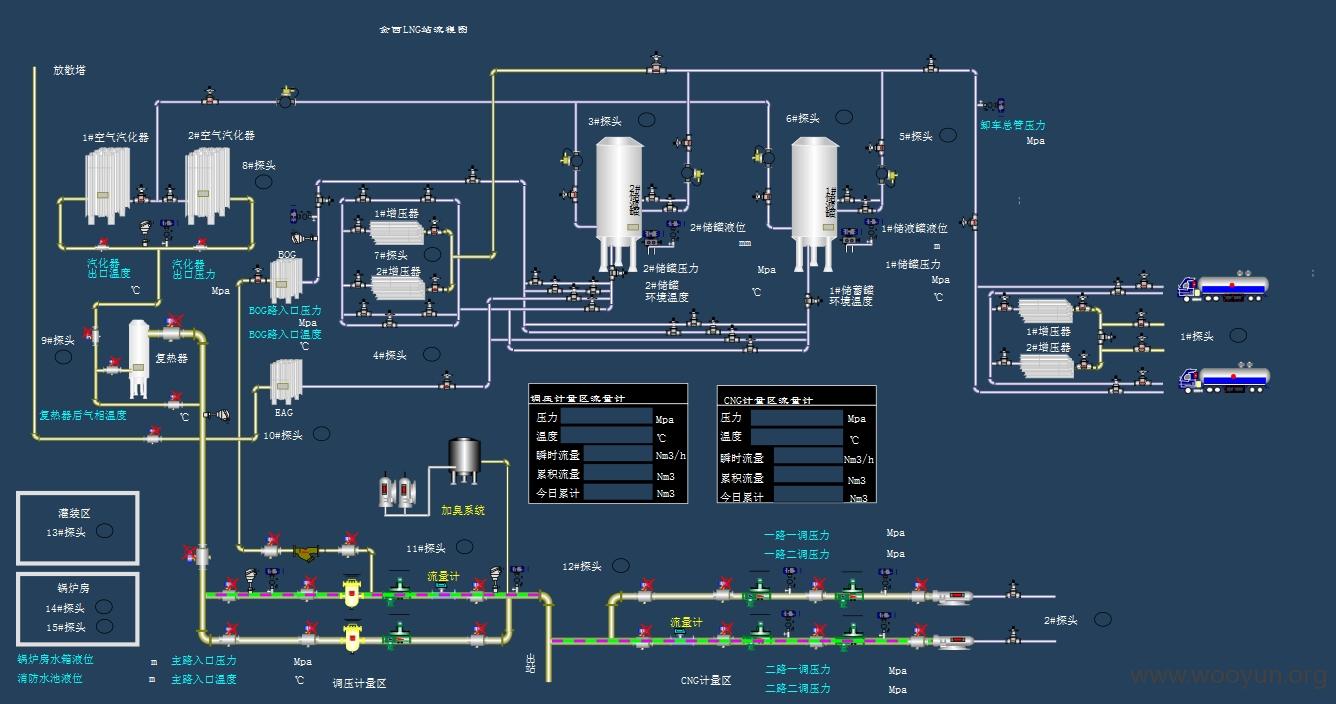 金西LNG站流程图
放散塔
1#空气汽化器
2#空气汽化器
8#探头
3#探头
6#探头
5#探头
卸车总管压力
Mpa
1#增压器
7#探头
2#增压器
2#储液罐
1#储液罐
2#储罐液位
mm
1#储液罐液位
m
汽化器
出口温度
℃
汽化器
出口压力
Mpa
BOG
BOG路入口压力
Mpa
BOG路入口温度
℃
2#储罐压力
Mpa
2#储罐
环境温度
℃
1#储罐压力
Mpa
1#储蓄罐
环境温度
℃
9#探头
复热器
复热器后气相温度
℃
4#探头
EAG
10#探头
1#增压器
2#增压器
1#探头
调压计量区流量计
压力
Mpa
温度
℃
瞬时流量
Nm3/h
累积流量
Nm3
今日累计
Nm3
CNG计量区流量计
压力
Mpa
温度
℃
瞬时流量
Nm3/h
累积流量
Nm3
今日累计
Nm3
灌装区
13#探头
锅炉房
14#探头
15#探头
加臭系统
11#探头
流量计
12#探头
一路一调压力
Mpa
一路二调压力
Mpa
流量计
2#探头
锅炉房水箱液位
m
消防水池液位
m
主路入口压力
Mpa
主路入口温度
℃
调压计量区
出站
CNG计量区
二路一调压力
Mpa
二路二调压力
Mpa
www.wooyun.org